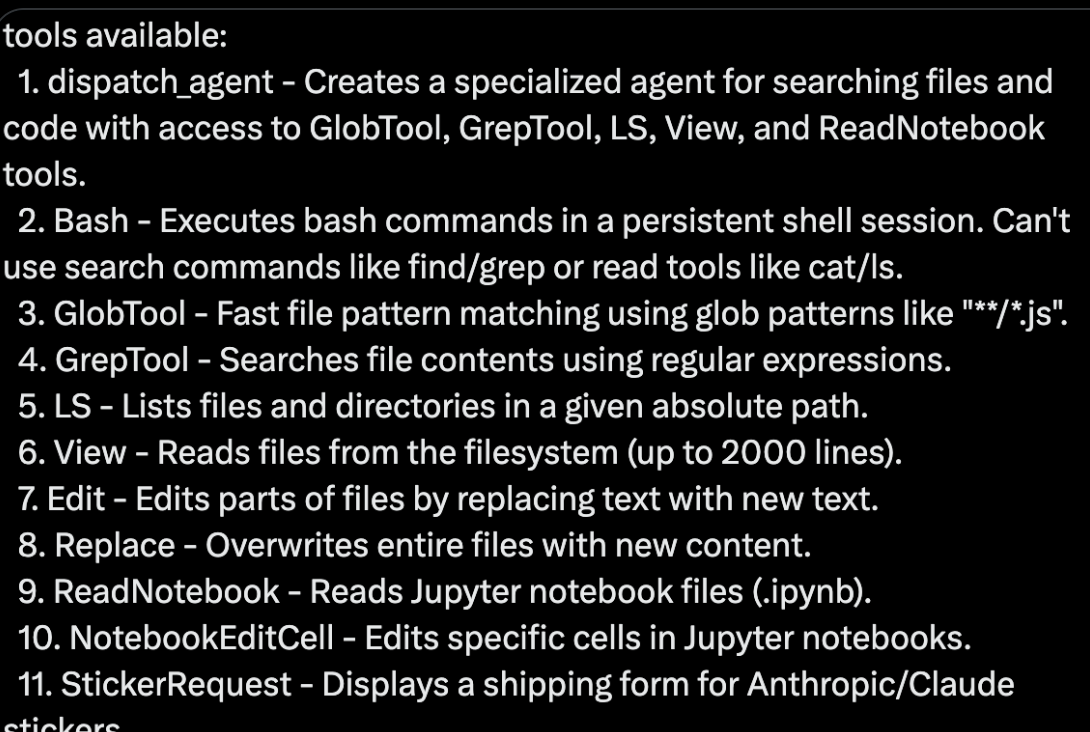 tools available:
1. dispatch_agent - Creates a specialized agent for searching files and
code with access to GlobTool, GrepTool, LS, View, and ReadNotebook
tools.
2. Bash - Executes bash commands in a persistent shell session. Can't
use search commands like find/grep or read tools like cat/ls.
3. GlobTool - Fast file pattern matching using glob patterns like "**/*.js".
4. GrepTool - Searches file contents using regular expressions.
5. LS - Lists files and directories in a given absolute path.
6. View - Reads files from the filesystem (up to 2000 lines).
7. Edit - Edits parts of files by replacing text with new text.
8. Replace - Overwrites entire files with new content.
9. ReadNotebook - Reads Jupyter notebook files (.ipynb).
10. NotebookEditCell - Edits specific cells in Jupyter notebooks.
11. StickerRequest - Displays a shipping form for Anthropic/Claude
stickers